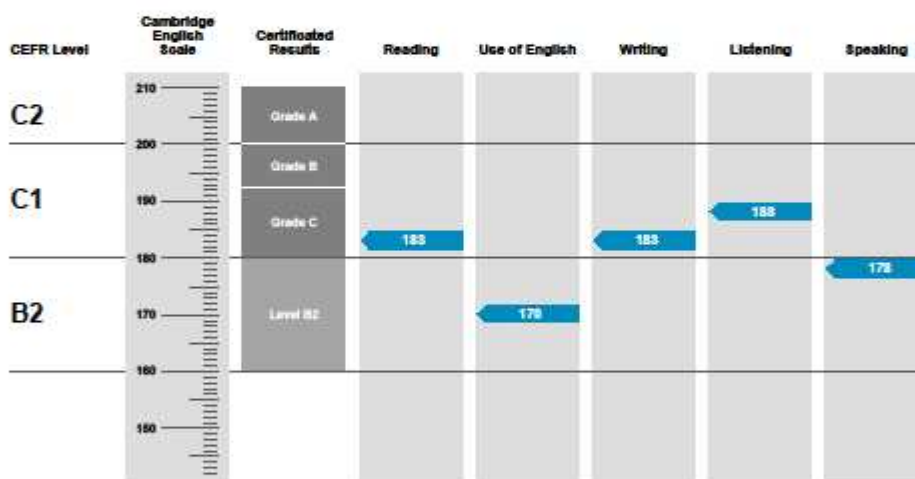 CEFR Level
Cambridge
English
Scale
Certificated
Results
Reading
Use of English
Writing
Listening
Speaking
C2
C1
B2
210
200
190
180
170
160
150
Grade A
Grade B
Grade C
Level B2
183
170
183
188
178